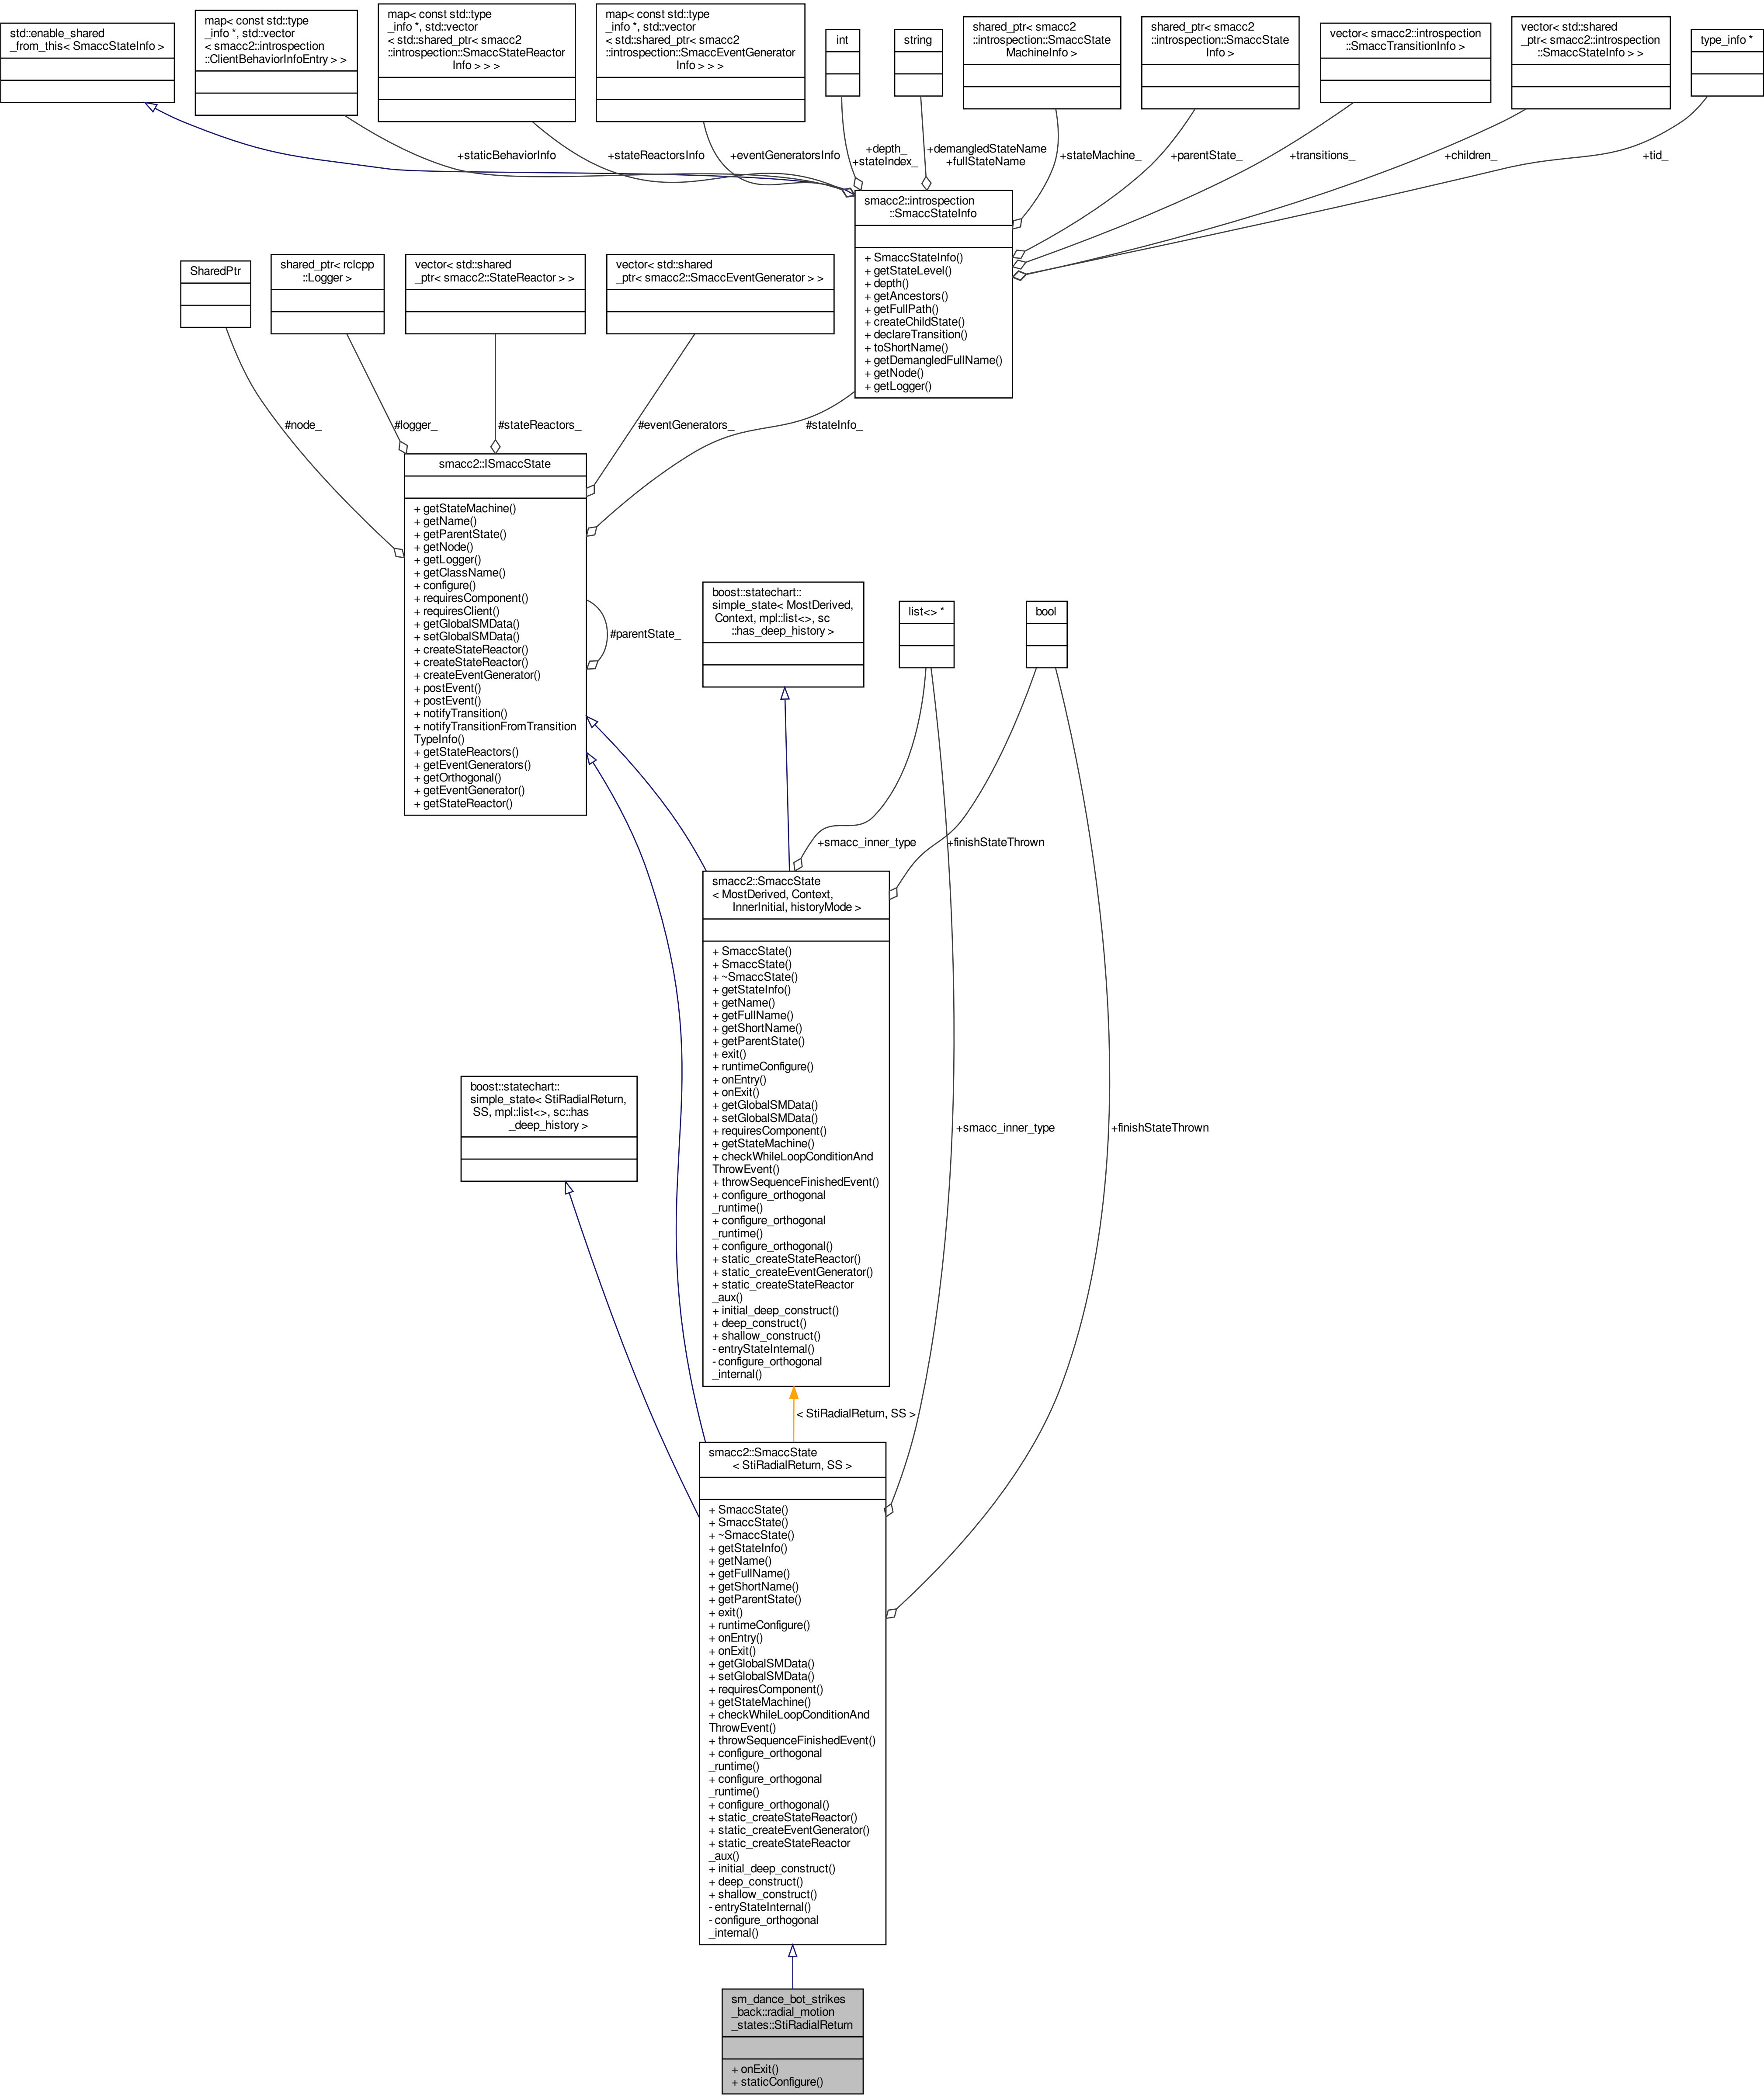 std::enable_shared
_from_this< SmaccStateInfo >
map< const std::type
_info *, std::vector
< smacc2::introspection
::ClientBehaviorInfoEntry > >
map< const std::type
_info *, std::vector
< std::shared_ptr< smacc2
::introspection::SmaccStateReactor
Info > > >
map< const std::type
_info *, std::vector
< std::shared_ptr< smacc2
::introspection::SmaccEventGenerator
Info > > >
int
string
shared_ptr< smacc2
::introspection::SmaccState
MachineInfo >
shared_ptr< smacc2
::introspection::SmaccState
Info >
vector< smacc2::introspection
::SmaccTransitionInfo >
vector< std::shared
_ptr< smacc2::introspection
::SmaccStateInfo > >
type_info *
+staticBehaviorInfo
+stateReactorsInfo
+eventGeneratorsInfo
+depth_
+stateIndex_
+demangledStateName
+fullStateName
+stateMachine_
+parentState_
+transitions_
+children_
+tid_
smacc2::introspection
::SmaccStateInfo
+ SmaccStateInfo()
+ getStateLevel()
+ depth()
+ getAncestors()
+ getFullPath()
+ createChildState()
+ declareTransition()
+ toShortName()
+ getDemangledFullName()
+ getNode()
+ getLogger()
SharedPtr
shared_ptr< rclcpp
::Logger >
vector< std::shared
_ptr< smacc2::StateReactor > >
vector< std::shared
_ptr< smacc2::SmaccEventGenerator > >
#node_
#logger_
#stateReactors_
#eventGenerators_
#stateInfo_
smacc2::ISmaccState
+ getStateMachine()
+ getName()
+ getParentState()
+ getNode()
+ getLogger()
+ getClassName()
+ configure()
+ requiresComponent()
+ requiresClient()
+ getGlobalSMData()
+ setGlobalSMData()
+ createStateReactor()
+ createStateReactor()
+ createEventGenerator()
+ postEvent()
+ postEvent()
+ notifyTransition()
+ notifyTransitionFromTransition
TypeInfo()
+ getStateReactors()
+ getEventGenerators()
+ getOrthogonal()
+ getEventGenerator()
+ getStateReactor()
#parentState_
boost::statechart::
simple_state< MostDerived,
Context, mpl::list<>, sc
::has_deep_history >
list<> *
bool
+smacc_inner_type
+finishStateThrown
smacc2::SmaccState
< MostDerived, Context,
InnerInitial, historyMode >
+ SmaccState()
+ SmaccState()
+ ~SmaccState()
+ getStateInfo()
+ getName()
+ getFullName()
+ getShortName()
+ getParentState()
+ exit()
+ runtimeConfigure()
+ onEntry()
+ onExit()
+ getGlobalSMData()
+ setGlobalSMData()
+ requiresComponent()
+ getStateMachine()
+ checkWhileLoopConditionAnd
ThrowEvent()
+ throwSequenceFinishedEvent()
+ configure_orthogonal
_runtime()
+ configure_orthogonal
_runtime()
+ configure_orthogonal()
+ static_createStateReactor()
+ static_createEventGenerator()
+ static_createStateReactor
_aux()
+ initial_deep_construct()
+ deep_construct()
+ shallow_construct()
- entryStateInternal()
- configure_orthogonal
_internal()
boost::statechart::
simple_state< StiRadialReturn,
SS, mpl::list<>, sc::has
_deep_history >
+smacc_inner_type
+finishStateThrown
< StiRadialReturn, SS >
smacc2::SmaccState
< StiRadialReturn, SS >
+ SmaccState()
+ SmaccState()
+ ~SmaccState()
+ getStateInfo()
+ getName()
+ getFullName()
+ getShortName()
+ getParentState()
+ exit()
+ runtimeConfigure()
+ onEntry()
+ onExit()
+ getGlobalSMData()
+ setGlobalSMData()
+ requiresComponent()
+ getStateMachine()
+ checkWhileLoopConditionAnd
ThrowEvent()
+ throwSequenceFinishedEvent()
+ configure_orthogonal
_runtime()
+ configure_orthogonal
_runtime()
+ configure_orthogonal()
+ static_createStateReactor()
+ static_createEventGenerator()
+ static_createStateReactor
_aux()
+ initial_deep_construct()
+ deep_construct()
+ shallow_construct()
- entryStateInternal()
- configure_orthogonal
_internal()
sm_dance_bot_strikes
_back::radial_motion
_states::StiRadialReturn
+ onExit()
+ staticConfigure()